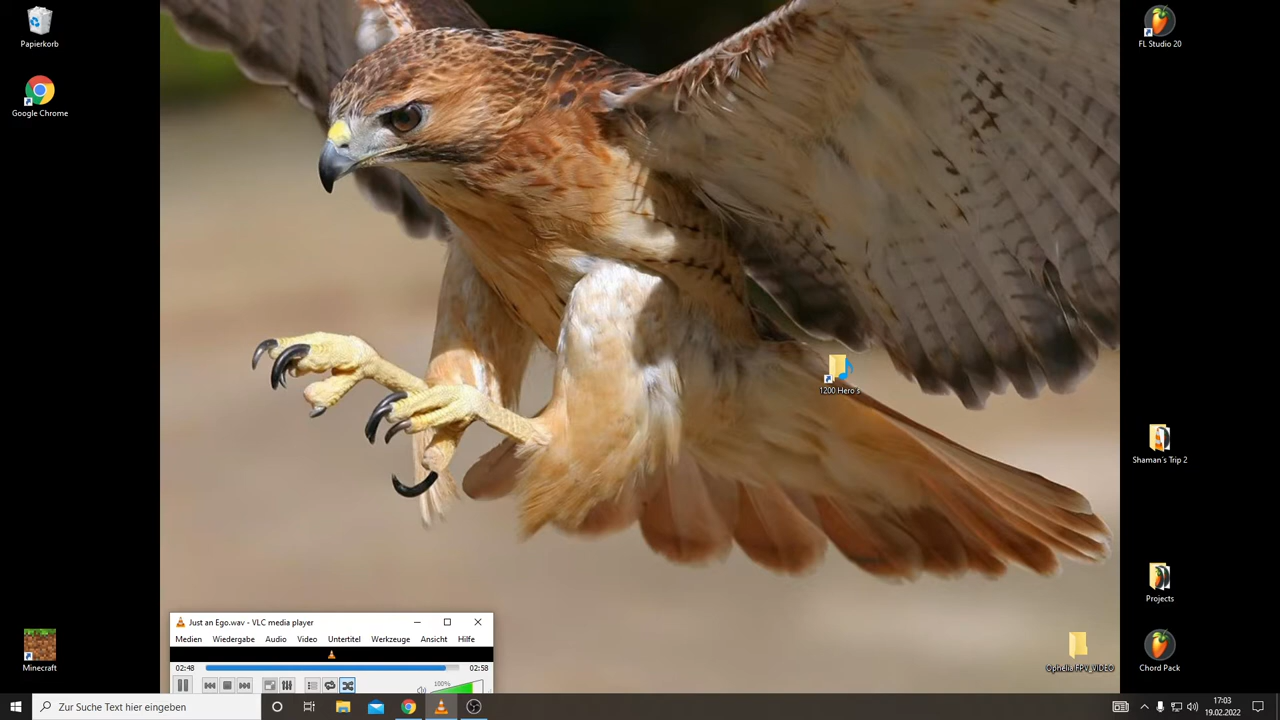 Papierkorb
Google Chrome
FL Studio 20
1200 Hero's
Shaman's Trip 2
Projects
Minecraft
Ophelia FPV_VIDEO
Chord Pack
Just an Ego.wav - VLC media player
Medien Wiedergabe Audio Video Untertitel Werkzeuge Ansicht Hilfe
02:48 02:58
100%
Zur Suche Text hier eingeben
17:03
19.02.2022